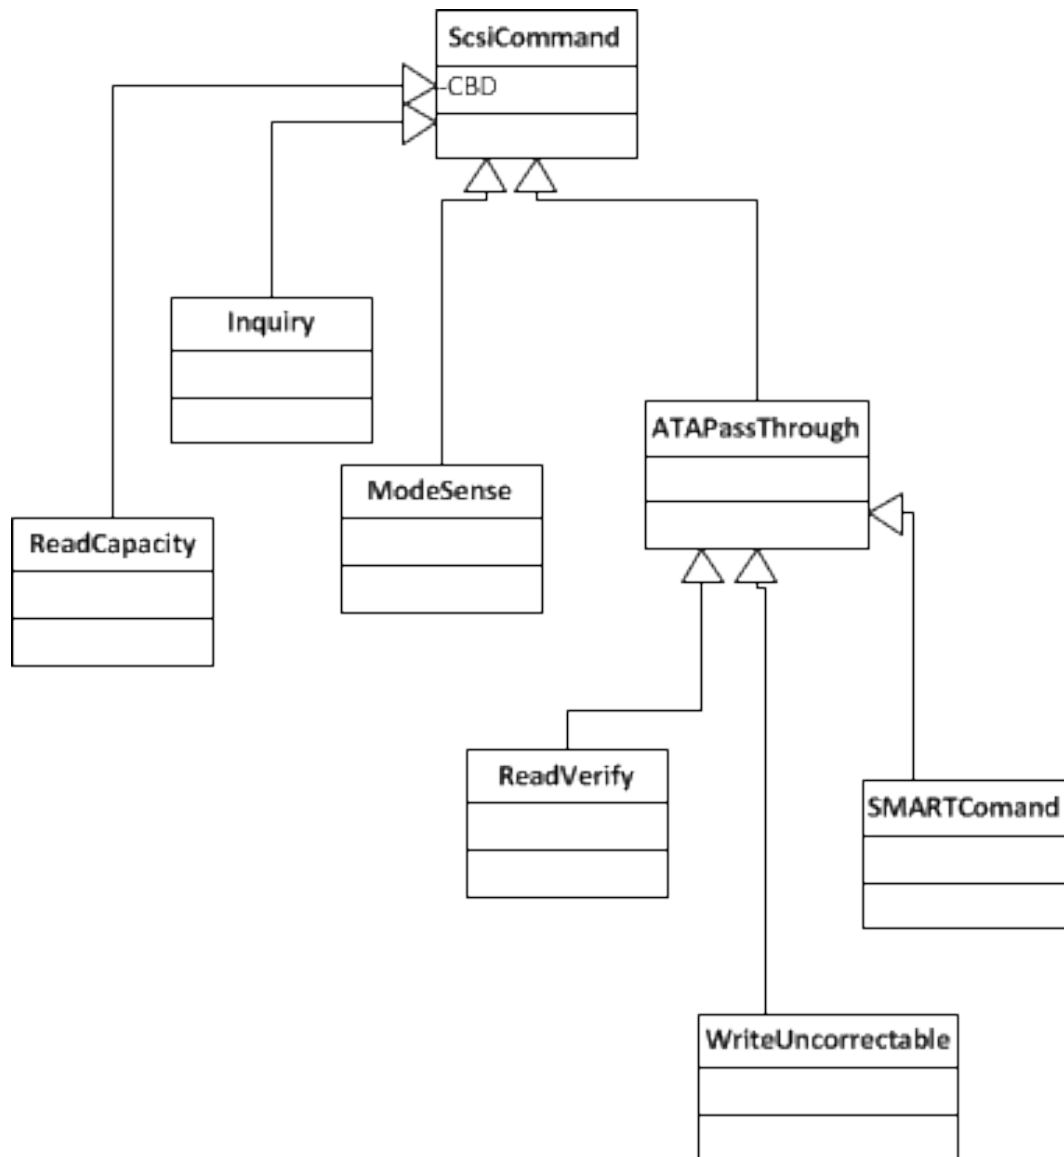 ScsiCommand
-CBD
Inquiry
ATAPassThrough
ModeSense
ReadCapacity
ReadVerify
SMARTComand
WriteUncorrectable